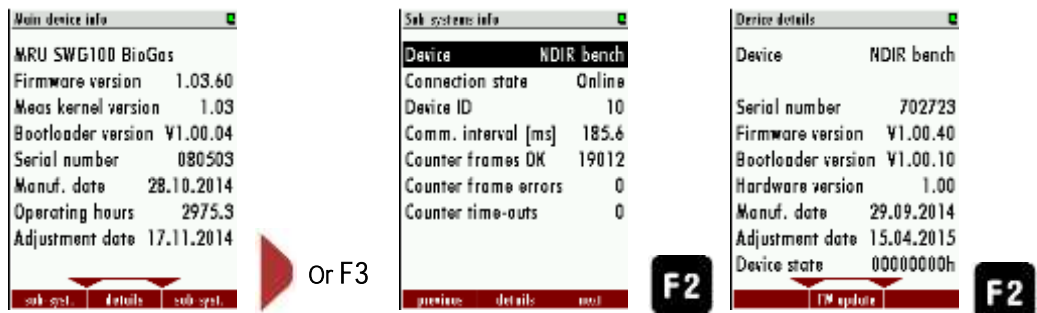 Main device info
MRU SWG100 BioGas
Firmware version 1.03.60
Meas kernel version 1.03
Bootloader version V1.00.04
Serial number 080503
Manuf. date 28.10.2014
Operating hours 2975.3
Adjustment date 17.11.2014
sub-syst. details sub-syst.
Or F3
Sub systems info
Device NDIR bench
Connection state Online
Device ID 10
Comm. interval [ms] 185.6
Counter frames OK 19012
Counter frame errors 0
Counter time-outs 0
previous details next
F2
Device details
Device NDIR bench
Serial number 702723
Firmware version V1.00.40
Bootloader version V1.00.10
Hardware version 1.00
Manuf. date 29.09.2014
Adjustment date 15.04.2015
Device state 00000000h
FW update
F2